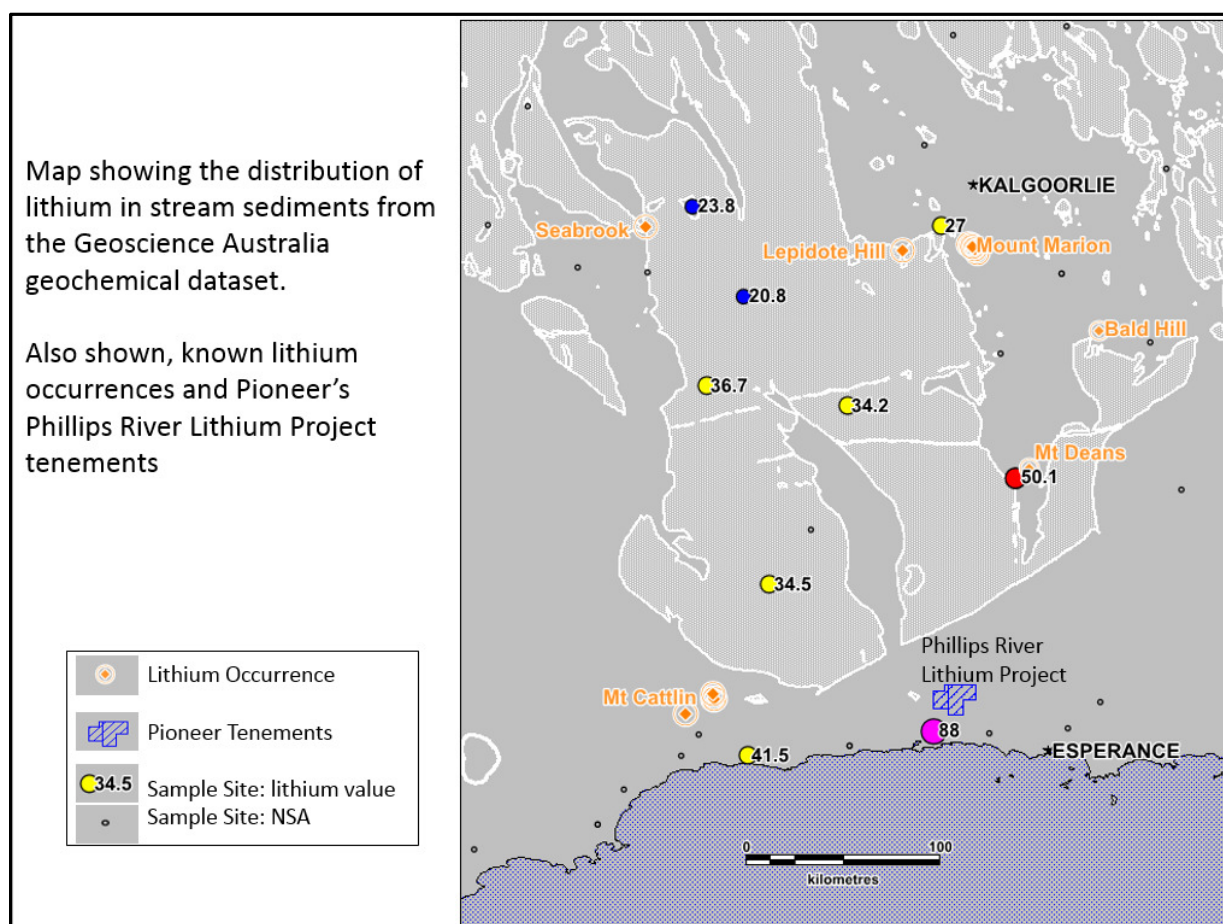 Map showing the distribution of
lithium in stream sediments from
the Geoscience Australia
geochemical dataset.
Also shown, known lithium
occurrences and Pioneer's
Phillips River Lithium Project
tenements
Lithium Occurrence
Pioneer Tenements
34.5
Sample Site: lithium value
Sample Site: NSA
KALGOORLIE
23.8
Seabrook
27
Lepidote Hill
Mount Marion
20.8
Bald Hill
36.7
34.2
Mt Deans
50.1
34.5
Phillips River
Lithium Project
Mt Cattlin
88
41.5
ESPERANCE
0
100
kilometres